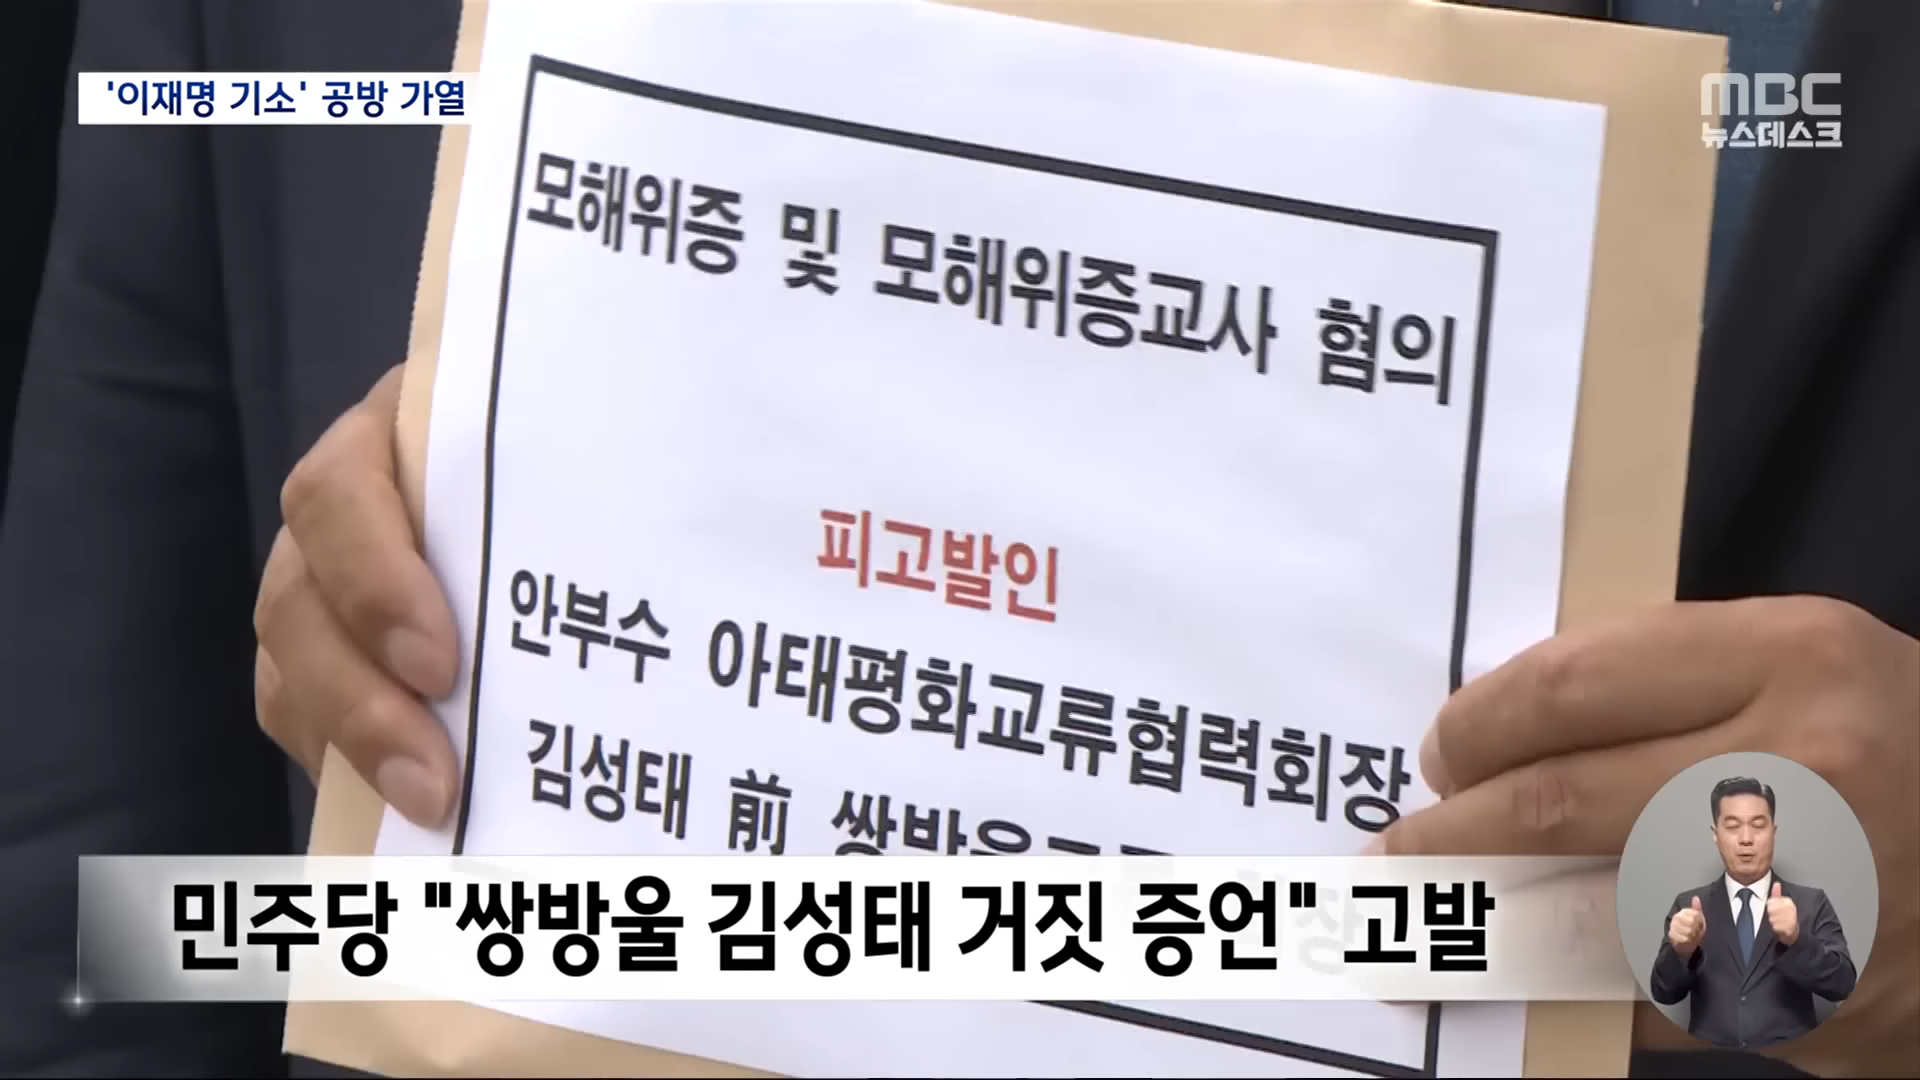 '이재명 기소' 공방 가열
MBC
뉴스데스크
모해위증 및 모해위증교사 혐의
피고발인
안부수 아태평화교류협력회장
김성태 前 쌍방울
민주당 "쌍방울 김성태 거짓 증언" 고발